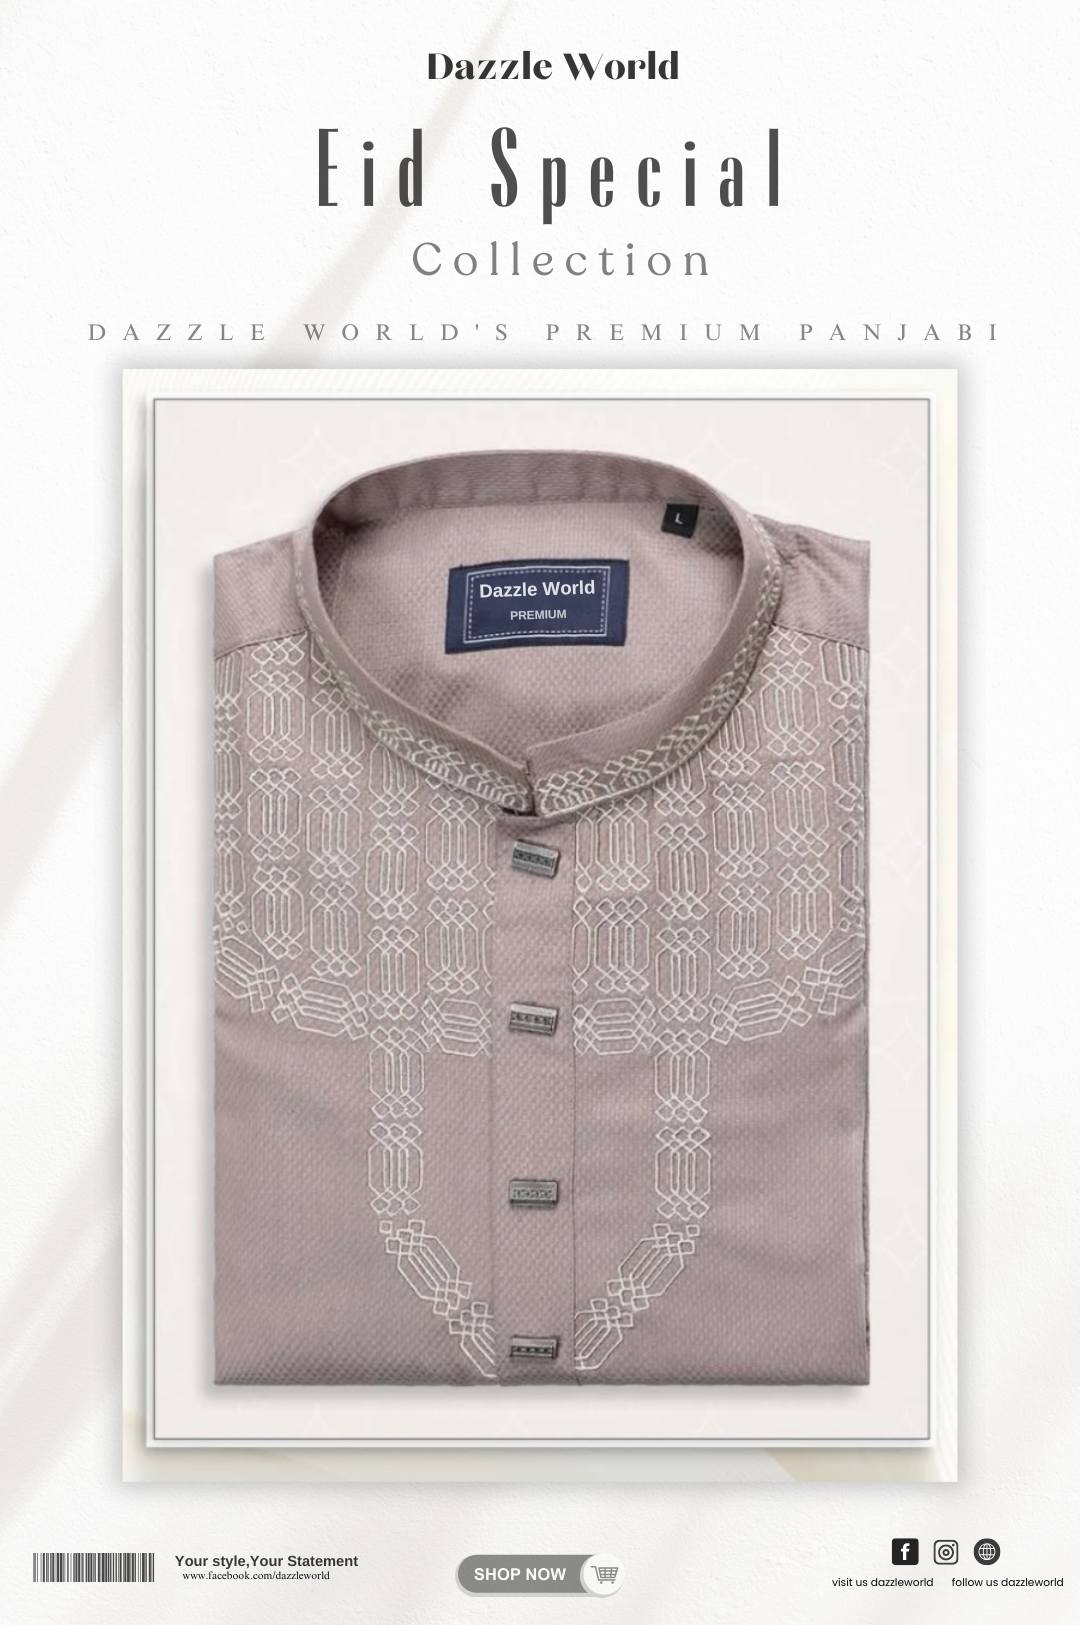 Dazzle World
Eid Special
Collection
DAZZLE WORLD'S PREMIUM PANJABI
L
Dazzle World
PREMIUM
Your style,Your Statement
www.facebook.com/dazzleworld
SHOP NOW
visit us dazzleworld follow us dazzleworld